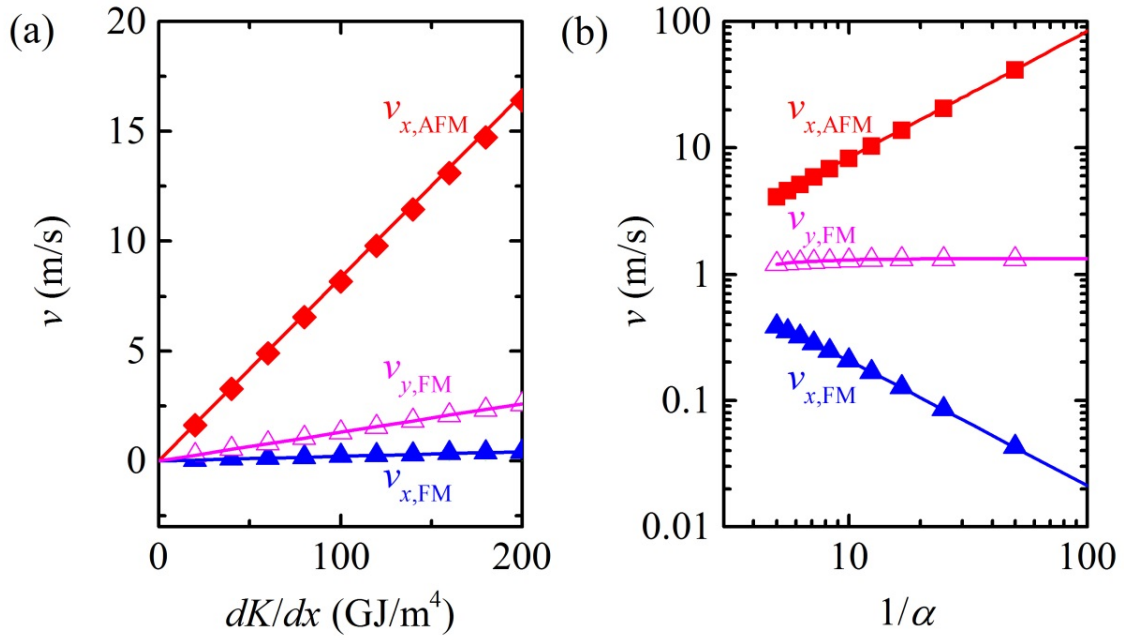 (a)
v (m/s)
20
15
10
5
0
v_x,AFM
v_y,FM
v_x,FM
0
100
200
dK/dx (GJ/m⁴)
(b)
v (m/s)
100
10
1
0.1
0.01
v_x,AFM
v_y,FM
v_x,FM
10
100
1/α